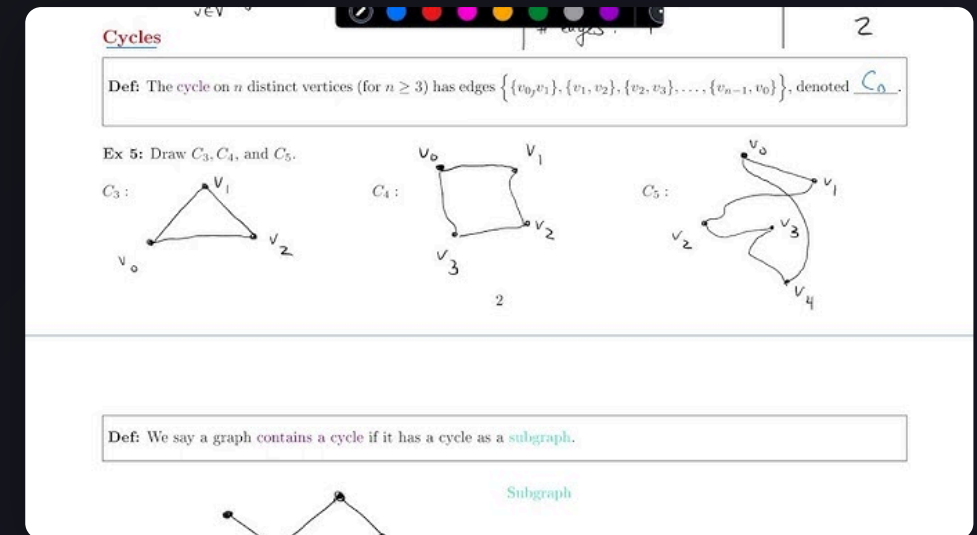 v∈V
# edges:
2
Cycles
Def: The cycle on n distinct vertices (for n ≥ 3) has edges {{v₀,v₁}, {v₁, v₂}, {v₂, v₃}, ..., {vₙ₋₁, v₀}}, denoted Cₙ.
Ex 5: Draw C₃, C₄, and C₅.
C₃ :
V₁
V₀
V₂
C₄ :
V₀
V₁
V₂
V₃
C₅ :
V₀
V₁
V₂
V₃
V₄
2
Def: We say a graph contains a cycle if it has a cycle as a subgraph.
Subgraph